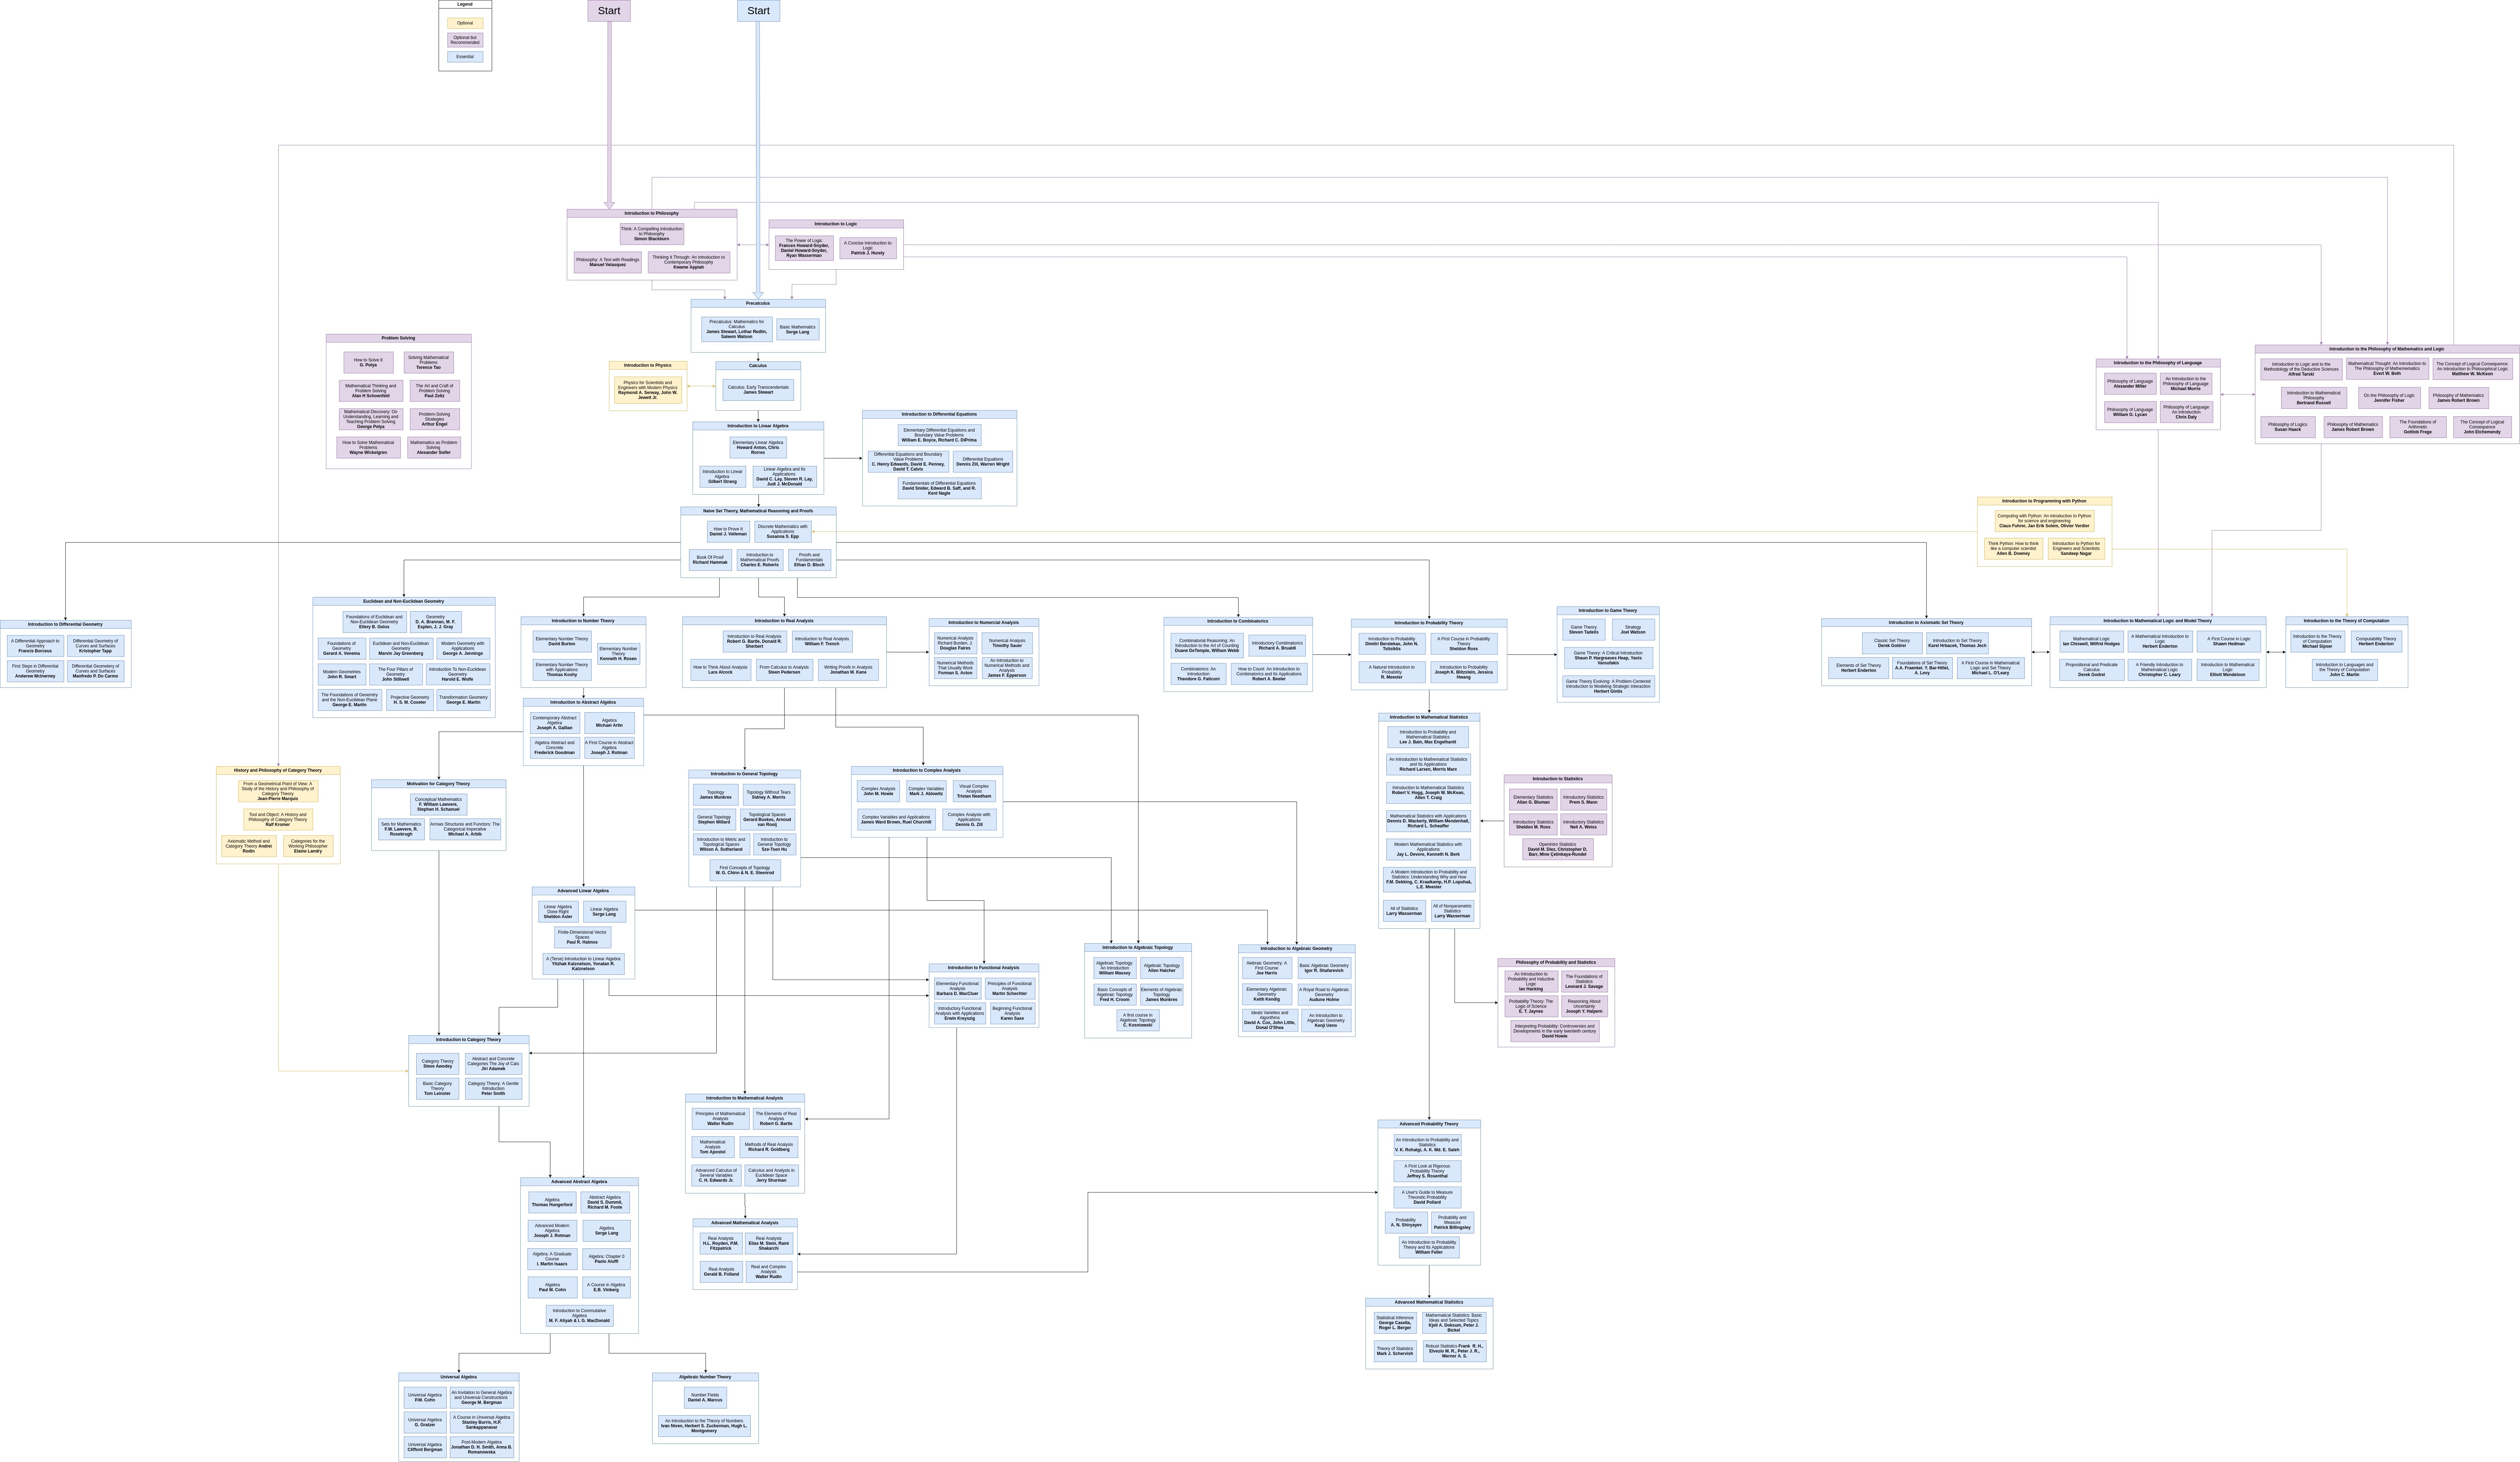 Legend
Optional
Optional but
Recommended
Essential
Start
Start
Introduction to Philosophy
Think: A Compelling Introduction
to Philosophy
Simon Blackburn
Philosophy: A Text with Readings
Manuel Velasquez
Thinking It Through: An Introduction to
Contemporary Philosophy
Kwame Appiah
Introduction to Logic
The Power of Logic
Frances Howard-Snyder,
Daniel Howard-Snyder,
Ryan Wasserman
A Concise Introduction to
Logic
Patrick J. Hurely
Precalculus
Precalculus: Mathematics for
Calculus
James Stewart, Lothar Redlin,
Saleem Watson
Basic Mathematics
Serge Lang
Problem Solving
How to Solve It
G. Polya
Solving Mathematical
Problems
Terence Tao
Mathematical Thinking and
Problem Solving
Alan H Schoenfeld
The Art and Craft of
Problem Solving
Paul Zeitz
Mathematical Discovery: On
Understanding, Learning and
Teaching Problem Solving
George Polya
Problem-Solving
Strategies
Arthur Engel
How to Solve Mathematical
Problems
Wayne Wickelgren
Mathematics as Problem
Solving
Alexander Soifer
Introduction to Physics
Physics for Scientists and
Engineers with Modern Physics
Raymond A. Serway, John W.
Jewett Jr.
Calculus
Calculus: Early Transcendentals
James Stewart
Introduction to Linear Algebra
Elementary Linear Algebra
Howard Anton, Chris
Rorres
Introduction to Linear
Algebra
Gilbert Strang
Linear Algebra and Its
Applications
David C. Lay, Steven R. Lay,
Judi J. McDonald
Introduction to Differential Equations
Elementary Differential Equations and
Boundary Value Problems
William E. Boyce, Richard C. DiPrima
Differential Equations and Boundary
Value Problems
C. Henry Edwards, David E. Penney,
David T. Calvis
Differential Equations
Dennis Zill, Warren Wright
Fundamentals of Differential Equations
David Snider, Edward B. Saff, and R.
Kent Nagle
Introduction to the Philosophy of Language
Philosophy of Language
Alexander Miller
An Introduction to the
Philosophy of Language
Michael Morris
Philosophy of Language
William G. Lycan
Philosophy of Language
An Introduction
Chris Daly
Introduction to the Philosophy of Mathematics and Logic
Introduction to Logic and to the
Methodology of the Deductive Sciences
Alfred Tarski
Mathematical Thought: An Introduction to
The Philosophy of Mathemematics
Evert W. Beth
The Concept of Logical Consequence:
An Introduction to Philosophical Logic
Matthew W. McKeon
Introduction to Mathematical
Philosophy
Bertrand Russell
On the Philosophy of Logic
Jennifer Fisher
Philosophy of Mathematics
James Robert Brown
Philosophy of Logics
Susan Haack
Philosophy of Mathematics
James Robert Brown
The Foundations of
Arithmetic
Gottlob Frege
The Concept of Logical
Consequence
John Etchemendy
Naive Set Theory, Mathematical Reasoning and Proofs
How to Prove It
Daniel J. Velleman
Discrete Mathematics with
Applications
Susanna S. Epp
Book Of Proof
Richard Hammak
Introduction to
Mathematical Proofs
Charles E. Roberts
Proofs and
Fundamentals
Ethan D. Bloch
Introduction to Programming with Python
Computing with Python: An introduction to Python
for science and engineering
Claus Fuhrer, Jan Erik Solem, Olivier Verdier
Think Python: How to think
like a computer scientist
Allen B. Downey
Introduction to Python for
Engineers and Scientists
Sandeep Nagar
Introduction to Differential Geometry
A Differential Approach to
Geometry
Francis Borceux
Differential Geometry of
Curves and Surfaces
Kristopher Tapp
First Steps in Differential
Geometry
Anderew McInerney
Differential Geometry of
Curves and Surfaces
Manfredo P. Do Carmo
Euclidean and Non-Euclidean Geometry
Foundations of Euclidean and
Non-Euclidean Geometry
Ellery B. Golos
Geometry
D. A. Brannan, M. F.
Esplen, J. J. Gray
Foundations of
Geometry
Gerard A. Venema
Euclidean and Non-Euclidean
Geometry
Marvin Jay Greenberg
Modern Geometry with
Applications
George A. Jennings
Modern Geometries
John R. Smart
The Four Pillars of
Geometry
John Stillwell
Introduction To Non-Euclidean
Geometry
Harold E. Wolfe
The Foundations of Geometry
and the Non-Euclidean Plane
George E. Martin
Projective Geometry
H. S. M. Coxeter
Transformation Geometry
George E. Martin
Introduction to Number Theory
Elementary Number Theory
David Burton
Elementary Number
Theory
Kenneth H. Rosen
Elementary Number Theory
with Applications
Thomas Koshy
Introduction to Real Analysis
Introduction to Real Analysis
Robert G. Bartle, Donald R.
Sherbert
Introduction to Real Analysis
William F. Trench
How to Think About Analysis
Lara Alcock
From Calculus to Analysis
Steen Pedersen
Writing Proofs in Analysis
Jonathan M. Kane
Introduction to Numercial Analysis
Numerical Analysis
Richard Burden, J.
Douglas Faires
Numerical Analysis
Timothy Sauer
Numerical Methods
That Usually Work
Forman S. Acton
An Introduction to
Numerical Methods and
Analysis
James F. Epperson
Introduction to Combinatorics
Combinatorial Reasoning: An
Introduction to the Art of Counting
Duane DeTemple, William Webb
Introductory Combinatorics
Richard A. Brualdi
Combinatorics: An
Introduction
Theodore G. Faticoni
How to Count: An Introduction to
Combinatorics and Its Applications
Robert A. Beeler
Introduction to Probability Theory
Introduction to Probability
Dmitri Bertsekas, John N.
Tsitsiklis
A First Course in Probability
Theory
Sheldon Ross
A Natural Introduction to
Probability
R. Meester
Introduction to Probability
Joseph K. Blitzstein, Jessica
Hwang
Introduction to Game Theory
Game Theory
Steven Tadelis
Strategy
Joel Watson
Game Theory: A Critical Introduction
Shaun P. Hargreaves Heap, Yanis
Varoufakis
Game Theory Evolving: A Problem-Centered
Introduction to Modeling Strategic Interaction
Herbert Gintis
Introduction to Axiomatic Set Theory
Classic Set Theory
Derek Goldrei
Introduction to Set Theory
Karel Hrbacek, Thomas Jech
Elements of Set Theory
Herbert Enderton
Foundations of Set Theory
A.A. Fraenkel, Y. Bar-Hillel,
A. Levy
A First Course in Mathematical
Logic and Set Theory
Michael L. O'Leary
Introduction to Mathematical Logic and Model Theory
Mathematical Logic
Ian Chiswell, Wilfrid Hodges
A Mathematical Introduction to
Logic
Herbert Enderton
A First Course in Logic
Shawn Hedman
Propositional and Predicate
Calculus
Derek Godrei
A Friendly Introduction to
Mathematical Logic
Christopher C. Leary
Introduction to Mathematical
Logic
Elliott Mendelson
Introduction to the Theory of Computation
Introduction to the Theory
of Computation
Michael Sipser
Computability Theory
Herbert Enderton
Introduction to Languages and
the Theory of Computation
John C. Martin
Introduction to Abstract Algebra
Contemporary Abstract
Algebra
Joseph A. Gallian
Algebra
Michael Artin
Algebra Abstract and
Concrete
Frederick Goodman
A First Course in Abstract
Algebra
Joseph J. Rotman
History and Philosophy of Category Theory
From a Geometrical Point of View: A
Study of the History and Philosophy of
Category Theory
Jean-Pierre Marquis
Tool and Object: A History and
Philosophy of Category Theory
Ralf Kromer
Axiomatic Method and
Category Theory Andrei
Rodin
Categories for the
Working Philosopher
Elaine Landry
Motivation for Category Theory
Conceptual Mathematics
F. William Lawvere,
Stephen H. Schanuel
Sets for Mathematics
F.W. Lawvere, R.
Rosebrugh
Arrows Structures and Functors: The
Categorical Imperative
Michael A. Arbib
Introduction to General Topology
Topology
James Munkres
Topology Without Tears
Sidney A. Morris
General Topology
Stephen Willard
Topological Spaces
Gerard Buskes, Arnoud
van Rooij
Introduction to Metric and
Topological Spaces
Wilson A. Sutherland
Introduction to
General Topology
Sze-Tsen Hu
First Concepts of Topology
W. G. Chinn & N. E. Steenrod
Introduction to Complex Analysis
Complex Analysis
John M. Howie
Complex Variables
Mark J. Ablowitz
Visual Complex
Analysis
Tristan Needham
Complex Variables and Applications
James Ward Brown, Ruel Churchill
Complex Analysis with
Applications
Dennis G. Zill
Introduction to Mathematical Statistics
Introduction to Probability and
Mathematical Statistics
Lee J. Bain, Max Engelhardt
An Introduction to Mathematical Statistics
and Its Applications
Richard Larsen, Morris Marx
Introduction to Mathematical Statistics
Robert V. Hogg, Joseph W. McKean,
Allen T. Craig
Mathematical Statistics with Applications
Dennis D. Wackerly, William Mendenhall,
Richard L. Scheaffer
Modern Mathematical Statistics with
Applications
Jay L. Devore, Kenneth N. Berk
A Modern Introduction to Probability and
Statistics: Understanding Why and How
F.M. Dekking, C. Kraaikamp, H.P. Lopuhaä,
L.E. Meester
All of Statistics
Larry Wasserman
All of Nonparametric
Statistics
Larry Wasserman
Introduction to Statistics
Elementary Statistics
Allan G. Bluman
Introductory Statistics
Prem S. Mann
Introductory Statistics
Sheldon M. Ross
Introductory Statistics
Neil A. Weiss
OpenIntro Statistics
David M. Diez, Christopher D.
Barr, Mine Çetinkaya-Rundel
Advanced Linear Algebra
Linear Algebra
Done Right
Sheldon Axler
Linear Algebra
Serge Lang
Finite-Dimensional Vector
Spaces
Paul R. Halmos
A (Terse) Introduction to Linear Algebra
Yitzhak Katznelson, Yonatan R.
Katznelson
Introduction to Functional Analysis
Elementary Functional
Analysis
Barbara D. MacCluer
Principles of Functional
Analysis
Martin Schechter
Introductory Functional
Analysis with Applications
Erwin Kreyszig
Beginning Functional
Analysis
Karen Saxe
Introduction to Algebraic Topology
Algebraic Topology:
An Introduction
William Massey
Algebraic Topology
Allen Hatcher
Basic Concepts of
Algebraic Topology
Fred H. Croom
Elements of Algebraic
Topology
James Munkres
A first course in
Algebraic Topology
C. Kosniowski
Introduction to Algebraic Geometry
Alebraic Geometry: A
First Course
Joe Harris
Basic Algebraic Geometry
Igor R. Shafarevich
Elementary Algebraic
Geometry
Keith Kendig
A Royal Road to Algebraic
Geometry
Audune Holme
Ideals Varieties and
Algorithms
David A. Cox, John Little,
Donal O'Shea
An Introduction to
Algebraic Geometry
Kenji Ueno
Philosophy of Probability and Statistics
An Introduction to
Probability and Inductive
Logic
Ian Hacking
The Foundations of
Statistics
Leonard J. Savage
Probability Theory: The
Logic of Science
E. T. Jaynes
Reasoning About
Uncertainty
Joseph Y. Halpern
Interpreting Probability: Controversies and
Developments in the early twentieth century
David Howie
Introduction to Category Theory
Category Theory
Steve Awodey
Abstract and Concrete
Categories The Joy of Cats
Jiri Adamek
Basic Category
Theory
Tom Leinster
Category Theory: A Gentle
Introduction
Peter Smith
Introduction to Mathematical Analysis
Principles of Mathematical
Analysis
Walter Rudin
The Elements of Real
Analysis
Robert G. Bartle
Mathematical
Analysis
Tom Apostol
Methods of Real Analysis
Richard R. Goldberg
Advanced Calculus of
Several Variables
C. H. Edwards Jr.
Calculus and Analysis in
Euclidean Space
Jerry Shurman
Advanced Probability Theory
An Introduction to Probability and
Statistics
V. K. Rohatgi, A. K. Md. E. Saleh
A First Look at Rigorous
Probability Theory
Jeffrey S. Rosenthal
A User's Guide to Measure
Theoretic Probability
David Pollard
Probability
A. N. Shiryayev
Probability and
Measure
Patrick Billingsley
An Introduction to Probability
Theory and Its Applications
William Feller
Advanced Abstract Algebra
Algebra
Thomas Hungerford
Abstract Algebra
David S. Dummit,
Richard M. Foote
Advanced Modern
Algebra
Joseph J. Rotman
Algebra
Serge Lang
Algebra: A Graduate
Course
I. Martin Isaacs
Algebra: Chapter 0
Paolo Aluffi
Algebra
Paul M. Cohn
A Course in Algebra
E.B. Vinberg
Introduction to Commutative
Algebra
M. F. Atiyah & I. G. MacDonald
Advanced Mathematical Analysis
Real Analysis
H.L. Royden, P.M.
Fitzpatrick
Real Analysis
Elias M. Stein, Rami
Shakarchi
Real Analysis
Gerald B. Folland
Real and Complex
Analysis
Walter Rudin
Advanced Mathematical Statistics
Statistical Inference
George Casella,
Roger L. Berger
Mathematical Statistics: Basic
Ideas and Selected Topics
Kjell A. Doksum, Peter J.
Bickel
Theory of Statistics
Mark J. Schervish
Robust Statistics Frank R. H.,
Elvezio M. R., Peter J. R.,
Werner A. S.
Universal Algebra
Universal Algebra
P.M. Cohn
An Invitation to General Algebra
and Universal Constructions
George M. Bergman
Universal Algebra
G. Gratzer
A Course in Universal Algebra
Stanley Burris, H.P.
Sankappanavar
Universal Algebra
Clifford Bergman
Post-Modern Algebra
Jonathan D. H. Smith, Anna B.
Romanowska
Algebraic Number Theory
Number Fields
Daniel A. Marcus
An Introduction to the Theory of Numbers
Ivan Niven, Herbert S. Zuckerman, Hugh L.
Montgomery